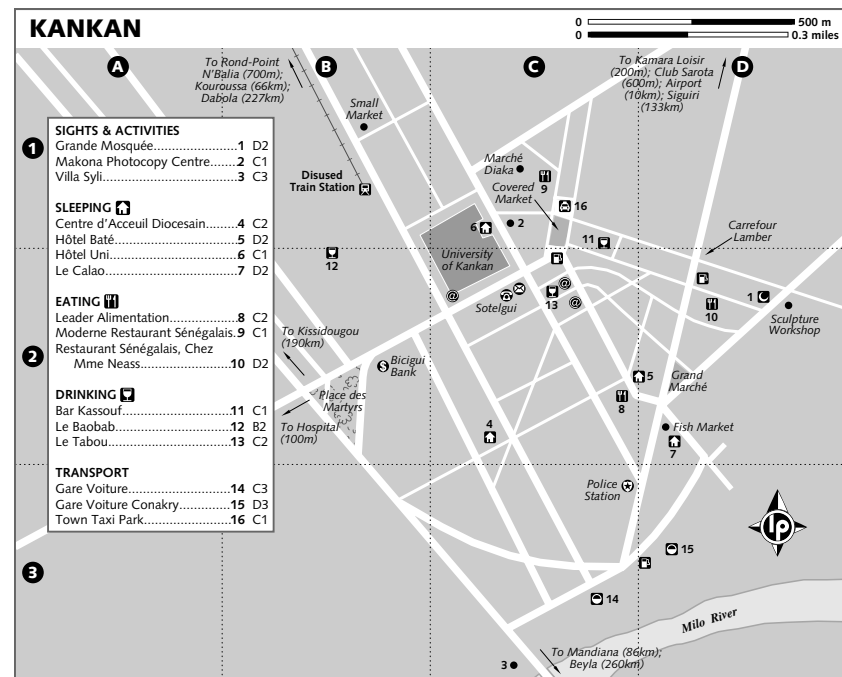 KANKAN
0 500 m
0 0.3 miles
A
B
C
D
1
2
3
To Rond-Point
N'Balia (700m);
Kouroussa (66km);
Dabola (227km)
To Kamara Loisir
(200m); Club Sarota
(600m); Airport
(10km); Siguiri
(133km)
SIGHTS & ACTIVITIES
Grande Mosquée..........................1 D2
Makona Photocopy Centre.......2 C1
Villa Syli.......................................3 C3
SLEEPING
Centre d'Acceuil Diocesain........4 C2
Hôtel Baté...................................5 D2
Hôtel Uni.....................................6 C1
Le Calao.......................................7 D2
EATING
Leader Alimentation...................8 C2
Moderne Restaurant Sénégalais.9 C1
Restaurant Sénégalais, Chez
Mme Neass..........................10 D2
DRINKING
Bar Kassouf...............................11 C1
Le Baobab.................................12 B2
Le Tabou....................................13 C2
TRANSPORT
Gare Voiture..............................14 C3
Gare Voiture Conakry................15 D3
Town Taxi Park...........................16 C1
Small
Market
Disused
Train Station
Marché
Diaka
9
Covered
Market
16
6
2
11
Carrefour
Lamber
University
of Kankan
12
@
Sotelgui
13
@
@
10
1
Sculpture
Workshop
To Kissidougou
(190km)
$
Bicigui
Bank
Place des
Martyrs
To Hospital
(100m)
5
Grand
Marché
8
4
Fish Market
7
Police
Station
15
14
lp
Milo River
To Mandiana (86km);
Beyla (260km)
3